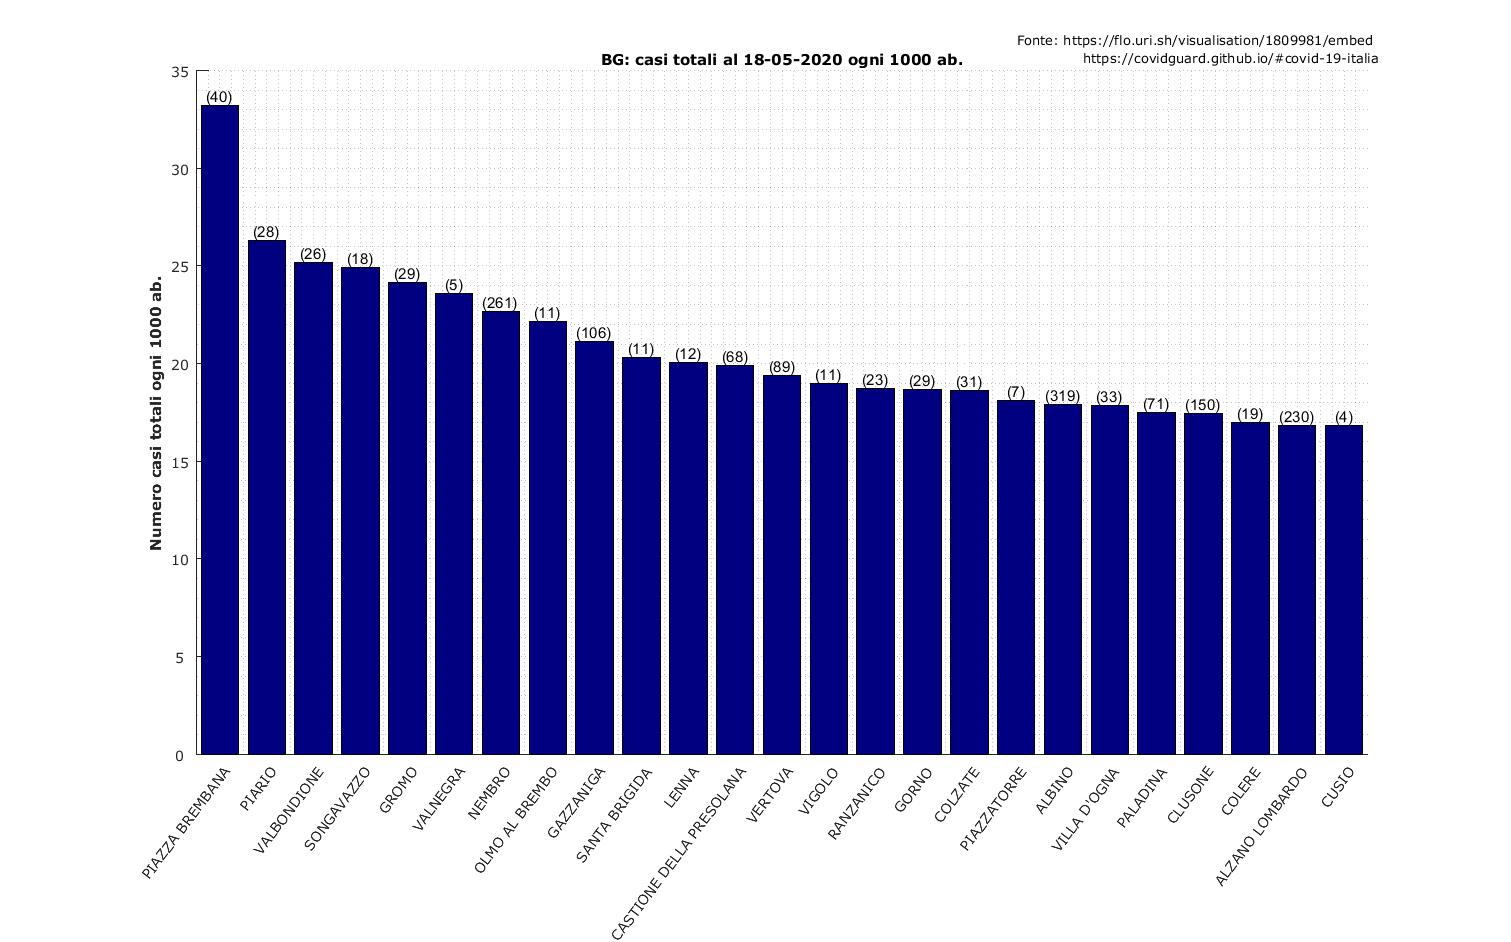 Fonte: https://flo.uri.sh/visualisation/1809981/embed
https://covidguard.github.io/#covid-19-italia
BG: casi totali al 18-05-2020 ogni 1000 ab.
Numero casi totali ogni 1000 ab.
35
30
25
20
15
10
5
0
(40)
(28)
(26)
(18)
(29)
(5)
(261)
(11)
(106)
(11)
(12)
(68)
(89)
(11)
(23)
(29)
(31)
(7)
(319)
(33)
(71)
(150)
(19)
(230)
(4)
PIAZZA BREMBANA
PIARIO
VALBONDIONE
SONGAVAZZO
GROMO
VALNEGRA
NEMBRO
OLMO AL BREMBO
GAZZANIGA
SANTA BRIGIDA
LENNA
CASTIONE DELLA PRESOLANA
VERTOVA
VIGOLO
RANZANICO
GORNO
COLZATE
PIAZZATORRE
ALBINO
VILLA D'OGNA
PALADINA
CLUSONE
COLERE
ALZANO LOMBARDO
CUSIO